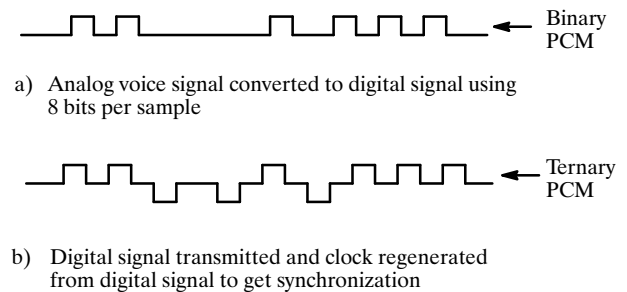 Binary
PCM
a) Analog voice signal converted to digital signal using
8 bits per sample
Ternary
PCM
b) Digital signal transmitted and clock regenerated
from digital signal to get synchronization